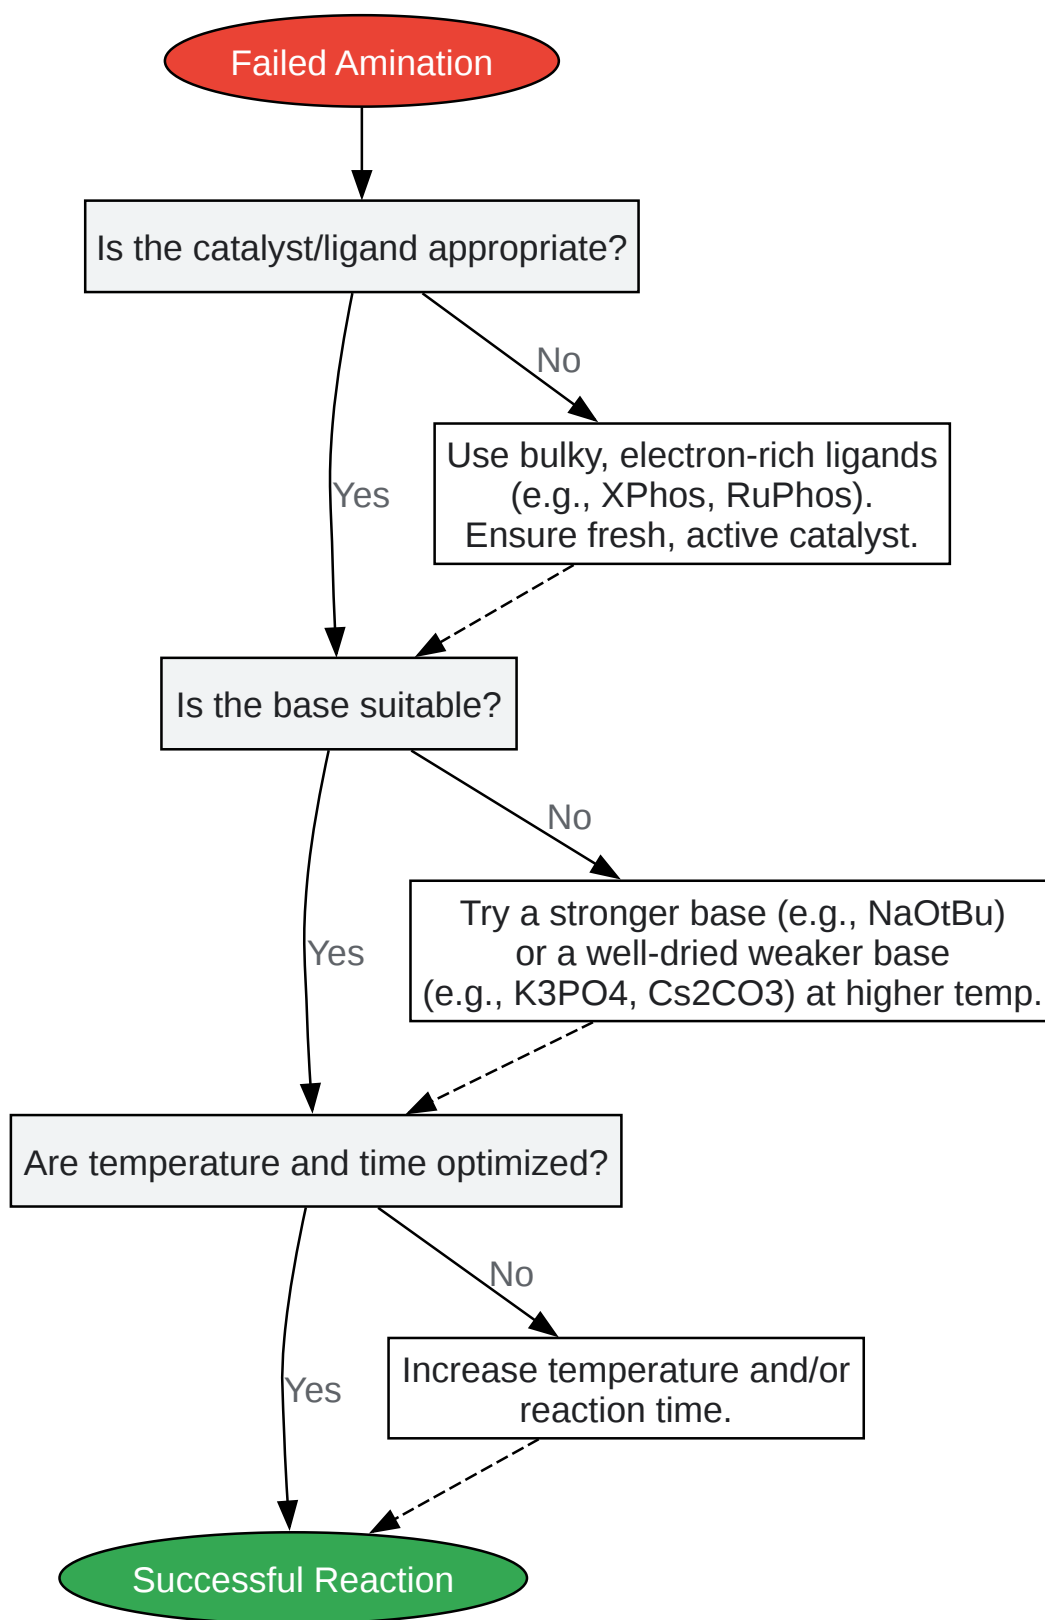 Failed Amination
Is the catalyst/ligand appropriate?
No
Use bulky, electron-rich ligands
(e.g., XPhos, RuPhos).
Ensure fresh, active catalyst.
Yes
Is the base suitable?
No
Try a stronger base (e.g., NaOtBu)
or a well-dried weaker base
(e.g., K3PO4, Cs2CO3) at higher temp.
Yes
Are temperature and time optimized?
No
Increase temperature and/or
reaction time.
Yes
Successful Reaction